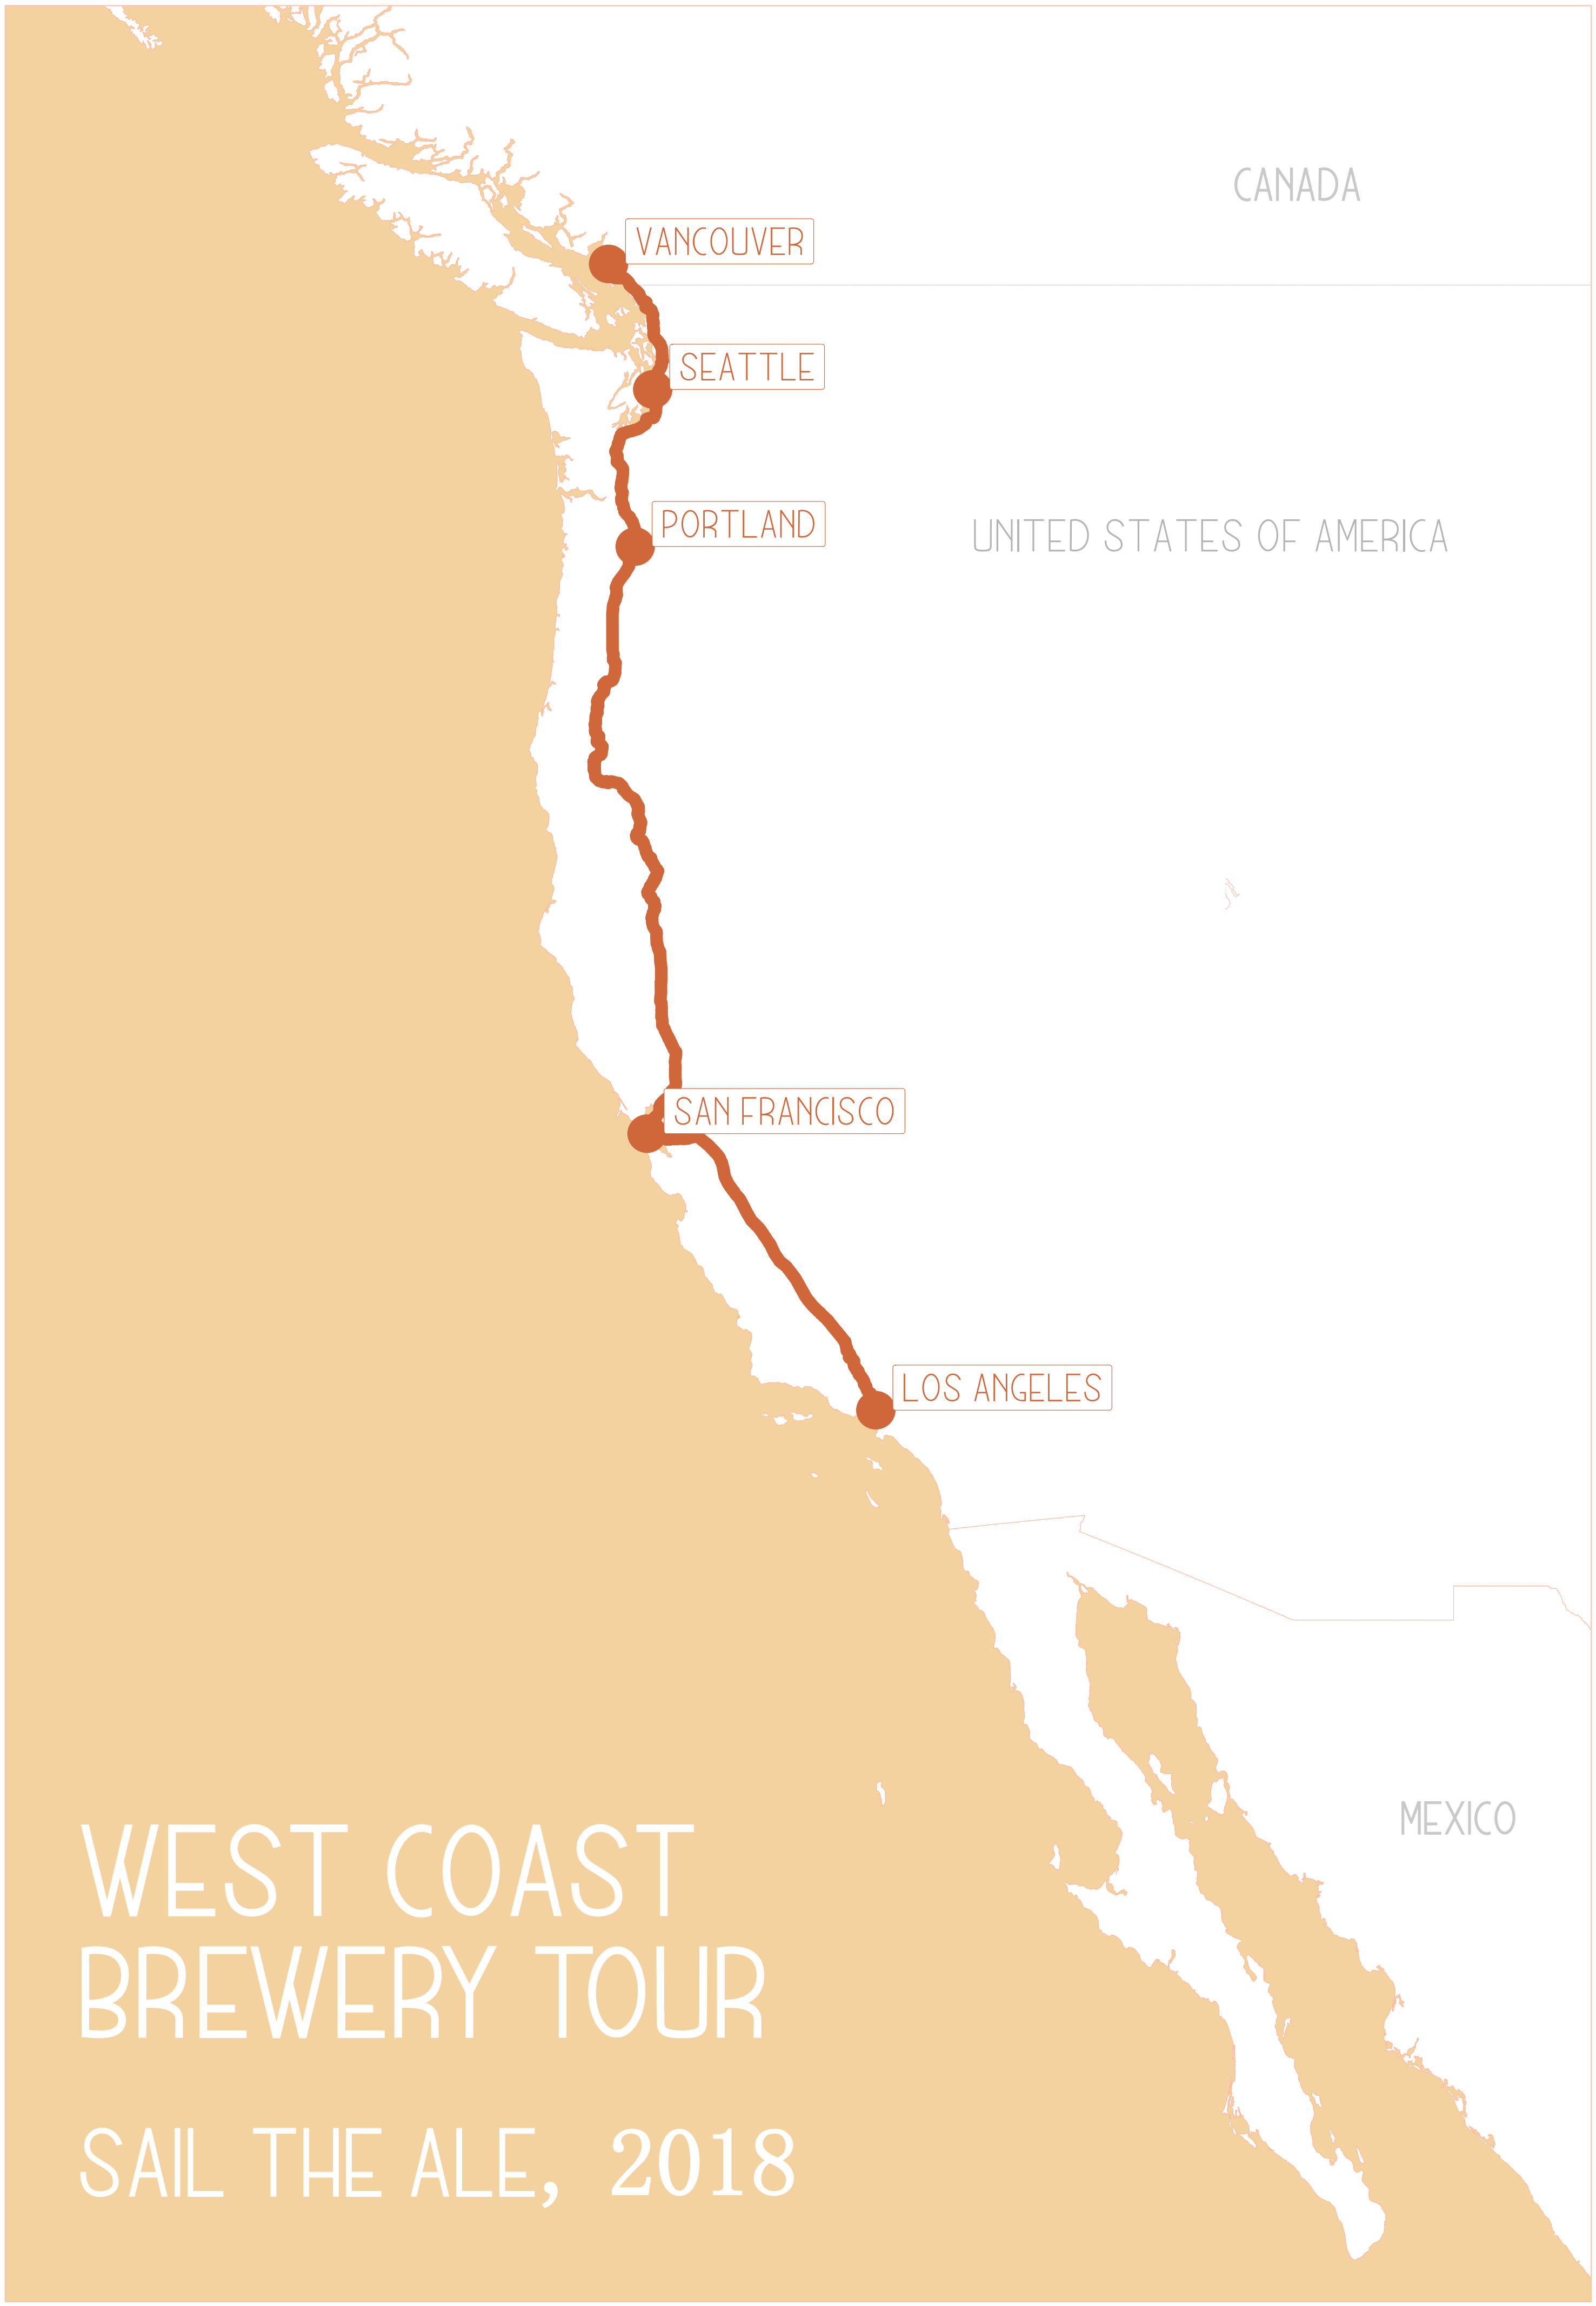 CANADA
VANCOUVER
SEATTLE
PORTLAND
UNITED STATES OF AMERICA
SAN FRANCISCO
LOS ANGELES
MEXICO
WEST COAST
BREWERY TOUR
SAIL THE ALE, 2018